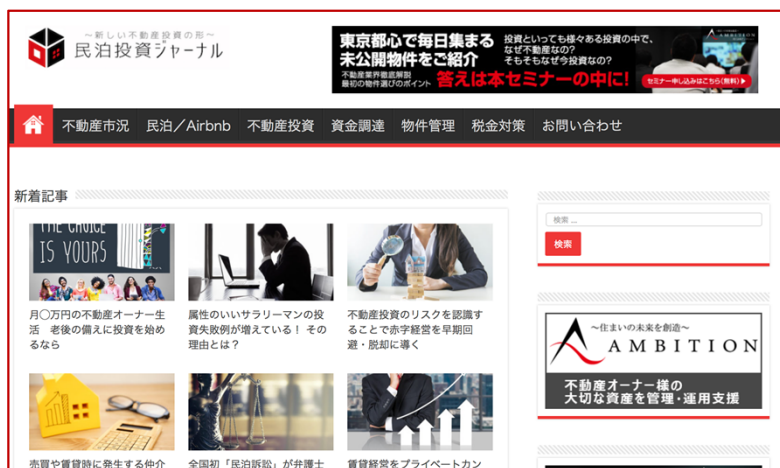 ～新しい不動産投資の形～
民泊投資ジャーナル
東京都心で毎日集まる
未公開物件をご紹介
不動産業界徹底解説
最初の物件選びのポイント
投資といっても様々ある投資の中で、
なぜ不動産なの?
そもそもなぜ今投資なの?
答えは本セミナーの中に!
AMBITION
セミナー申し込みはこちら(無料)▶
不動産市況 民泊／Airbnb 不動産投資 資金調達 物件管理 税金対策 お問い合わせ
新着記事
THE CHOICE
IS YOURS
月〇万円の不動産オーナー生
活 老後の備えに投資を始め
るなら
属性のいいサラリーマンの投
資失敗例が増えている！ その
理由とは？
不動産投資のリスクを認識す
ることで赤字経営を早期回
避・脱却に導く
検索 ...
検索
～住まいの未来を創造～
AMBITION
不動産オーナー様の
大切な資産を管理・運用支援
売買や賃貸時に発生する仲介
全国初「民泊訴訟」が弁護士
賃貸経営をプライベートカン